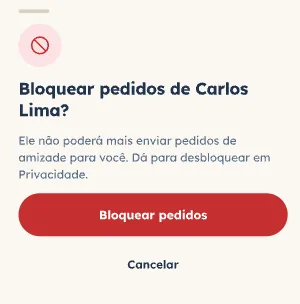 Bloquear pedidos de Carlos
Lima?
Ele não poderá mais enviar pedidos de
amizade para você. Dá para desbloquear em
Privacidade.
Bloquear pedidos
Cancelar